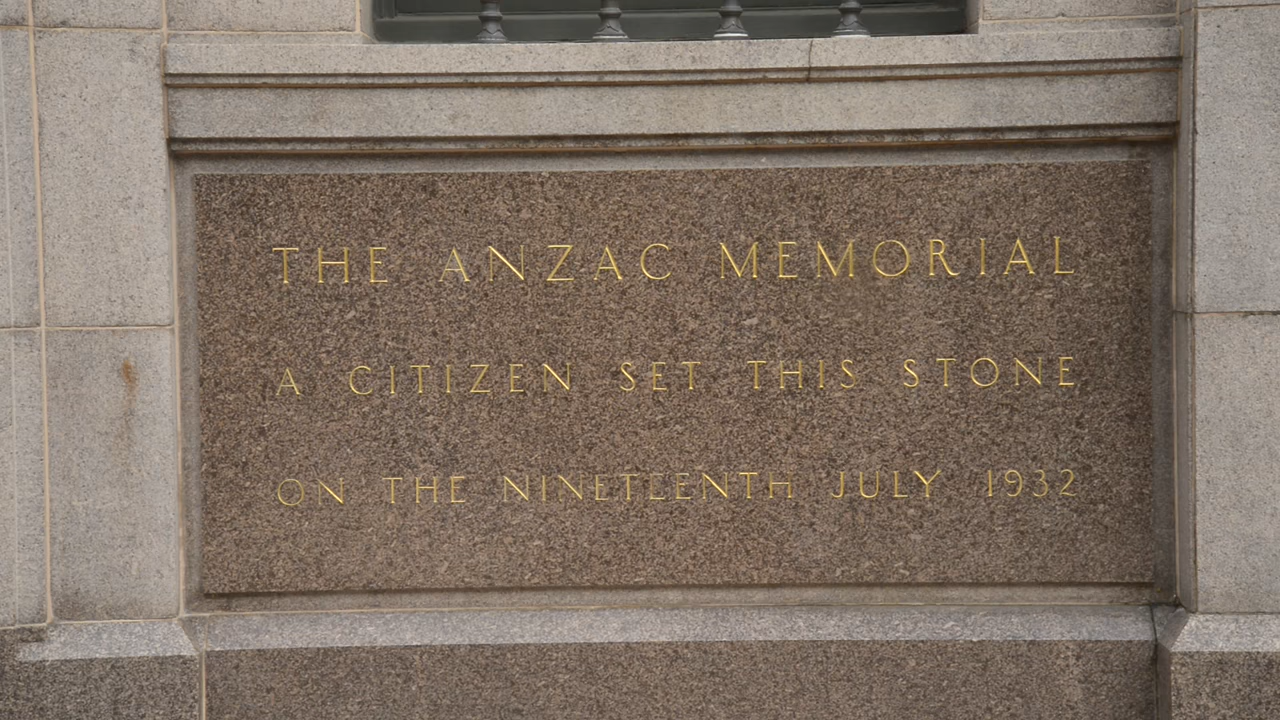 THE ANZAC MEMORIAL
A CITIZEN SET THIS STONE
ON THE NINETEENTH JULY 1932